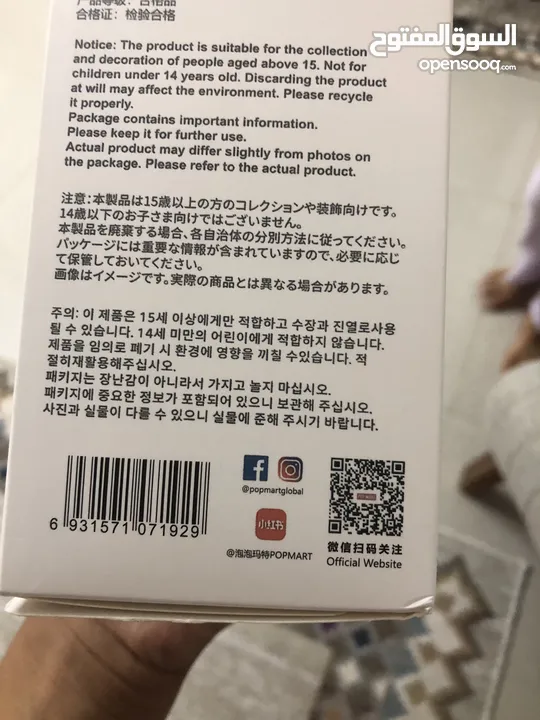 产品等级：合格品
合格证：检验合格
السوق المفتوح
opensooq.com
Notice: The product is suitable for the collection
and decoration of people aged above 15. Not for
children under 14 years old. Discarding the product
at will may affect the environment. Please recycle
it properly.
Package contains important information.
Please keep it for further use.
Actual product may differ slightly from photos on
the package. Please refer to the actual product.
注意：本製品は15歳以上の方のコレクションや装飾向けです。
14歳以下のお子さま向けではございません。
本製品を廃棄する場合、各自治体の分別方法に従ってください。
パッケージには重要な情報が含まれていますので、必要に応じ
て保管しておいてください。
画像はイメージです。実際の商品とは異なる場合があります。
주의: 이 제품은 15세 이상에게만 적합하고 수장과 진열로사용
될 수 있습니다. 14세 미만의 어린이에게 적합하지 않습니다.
제품을 임의로 폐기 시 환경에 영향을 끼칠 수있습니다. 적
절히재활용해주십시오.
패키지는 장난감이 아니라서 가지고 놀지 마십시오.
패키지에 중요한 정보가 포함되어 있으니 보관해 주십시오.
사진과 실물이 다를 수 있으니 실물에 준해 주시기 바랍니다.
6 931571 071929
@popmartglobal
小红书
@泡泡玛特POPMART
微信扫码关注
Official Website